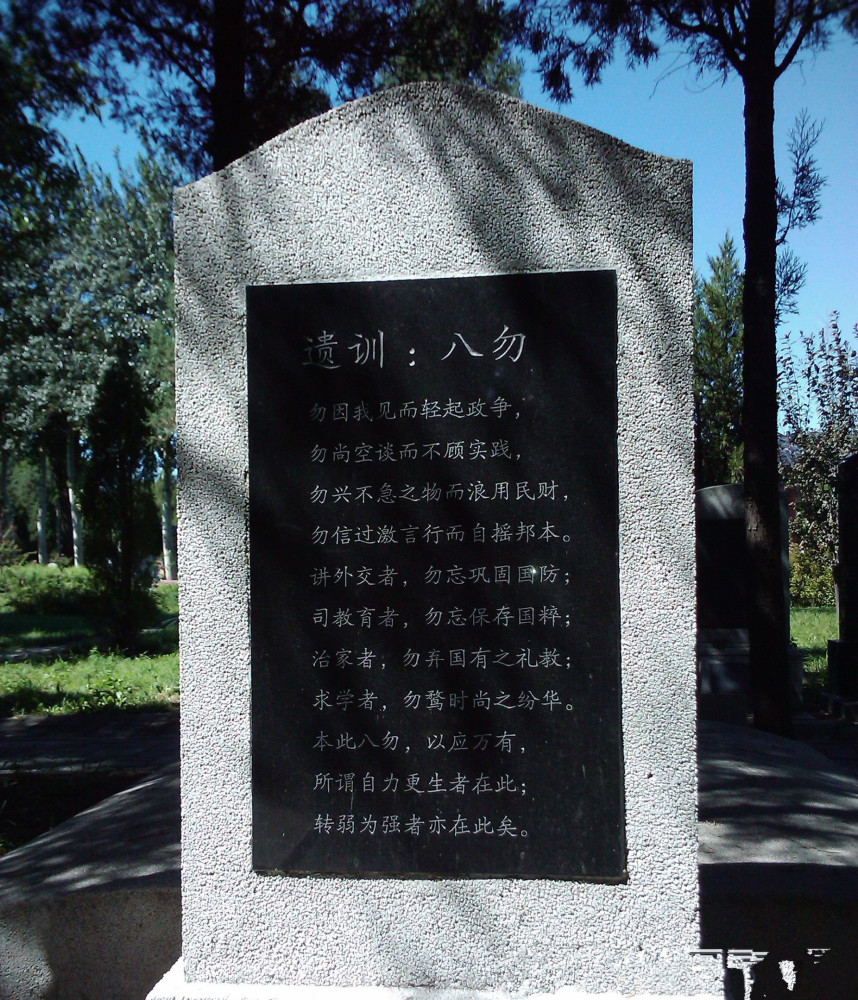 遗训：八勿
勿因我见而轻起政争，
勿尚空谈而不顾实践，
勿兴不急之物而浪用民财，
勿信过激言行而自摇邦本。
讲外交者，勿忘巩固国防；
司教育者，勿忘保存国粹；
治家者，勿弃国有之礼教；
求学者，勿鹜时尚之纷华。
本此八勿，以应万有，
所谓自力更生者在此；
转弱为强者亦在此矣。